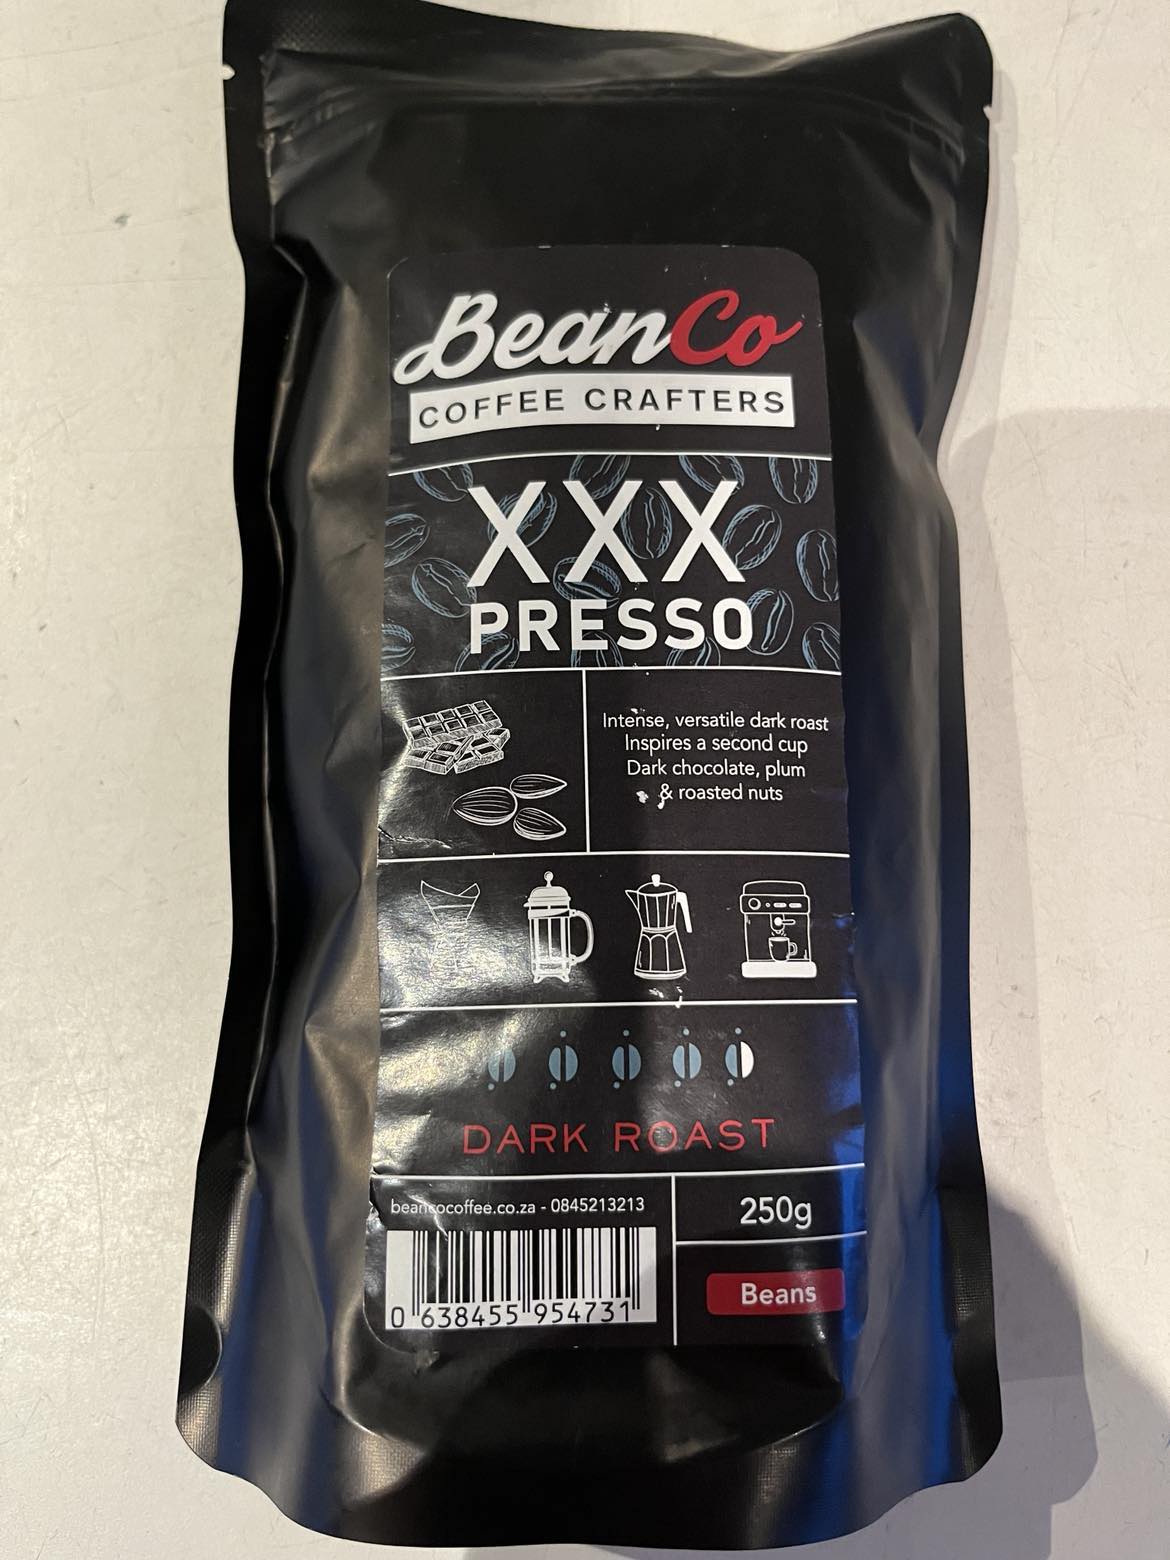 BeanCo
COFFEE CRAFTERS
XXX
PRESSO
Intense, versatile dark roast
Inspires a second cup
Dark chocolate, plum
& roasted nuts
DARK ROAST
beancocoffee.co.za - 0845213213
250g
Beans
0 638455 954731